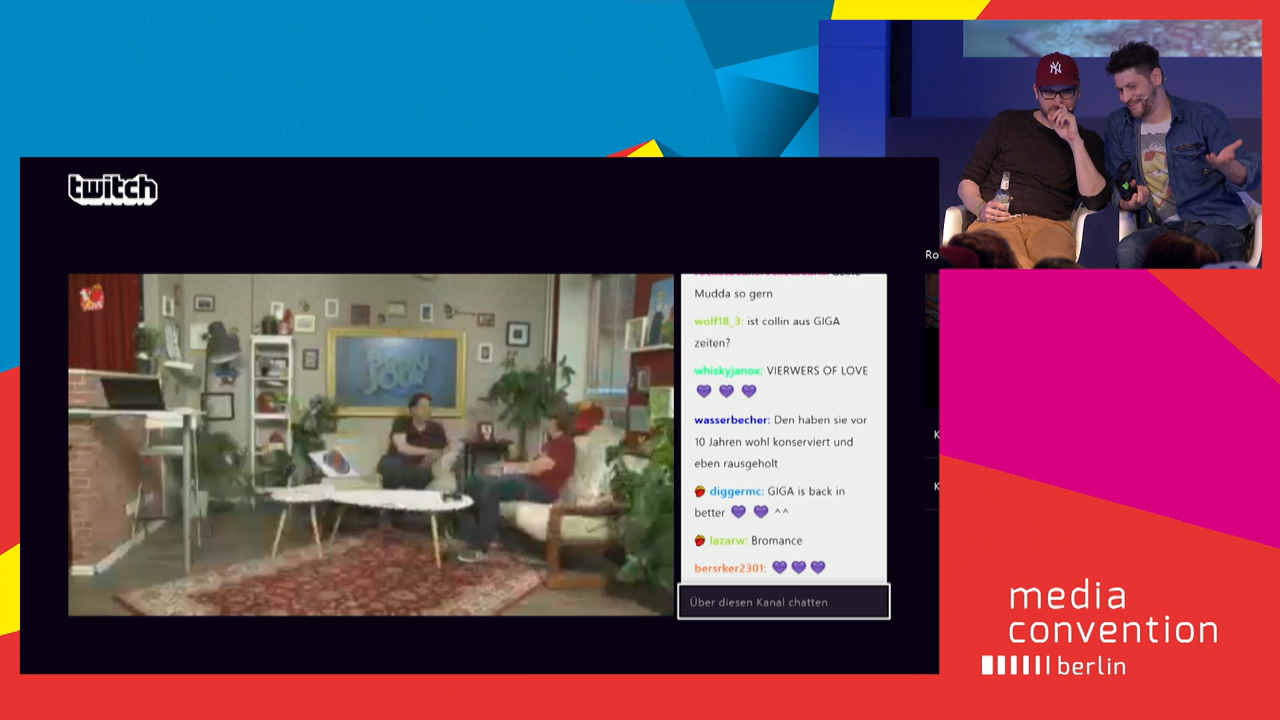 twitch
NY
Ro
Mudda so gern
wolf18_3: ist collin aus GIGA
zeiten?
whiskyjanox: VIERWERS OF LOVE
wasserbecher: Den haben sie vor
10 Jahren wohl konserviert und
eben rausgeholt
diggermc: GIGA is back in
better ^^
lazarw: Bromance
bersrker2301:
Über diesen Kanal chatten
K
K
media
convention
berlin